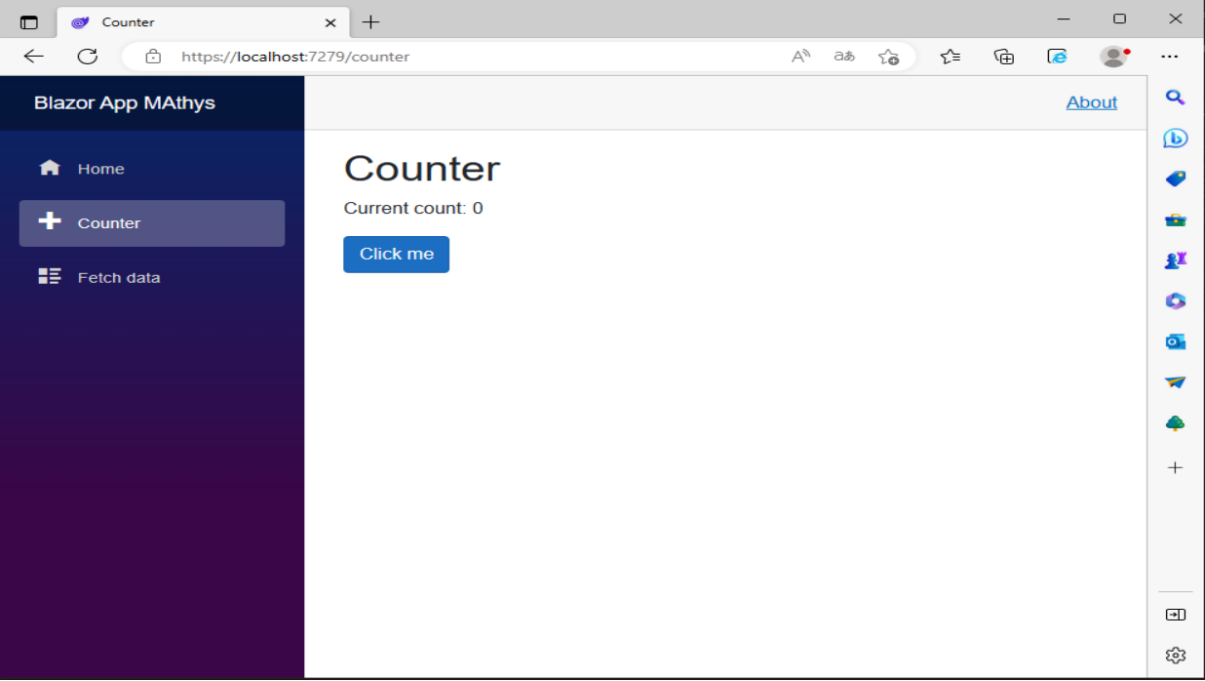 Counter
https://localhost:7279/counter
Blazor App MAthys
About
Home
Counter
Fetch data
Counter
Current count: 0
Click me